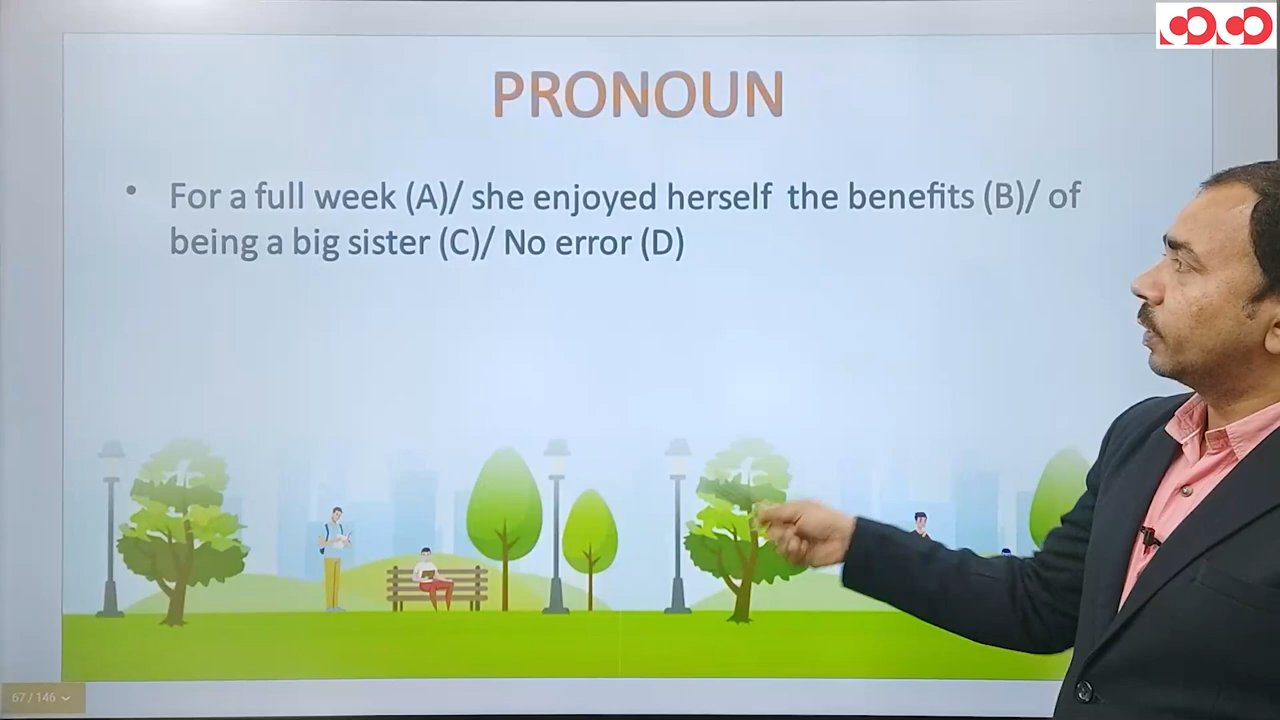 PRONOUN
• For a full week (A)/ she enjoyed herself the benefits (B)/ of
being a big sister (C)/ No error (D)
67 / 146